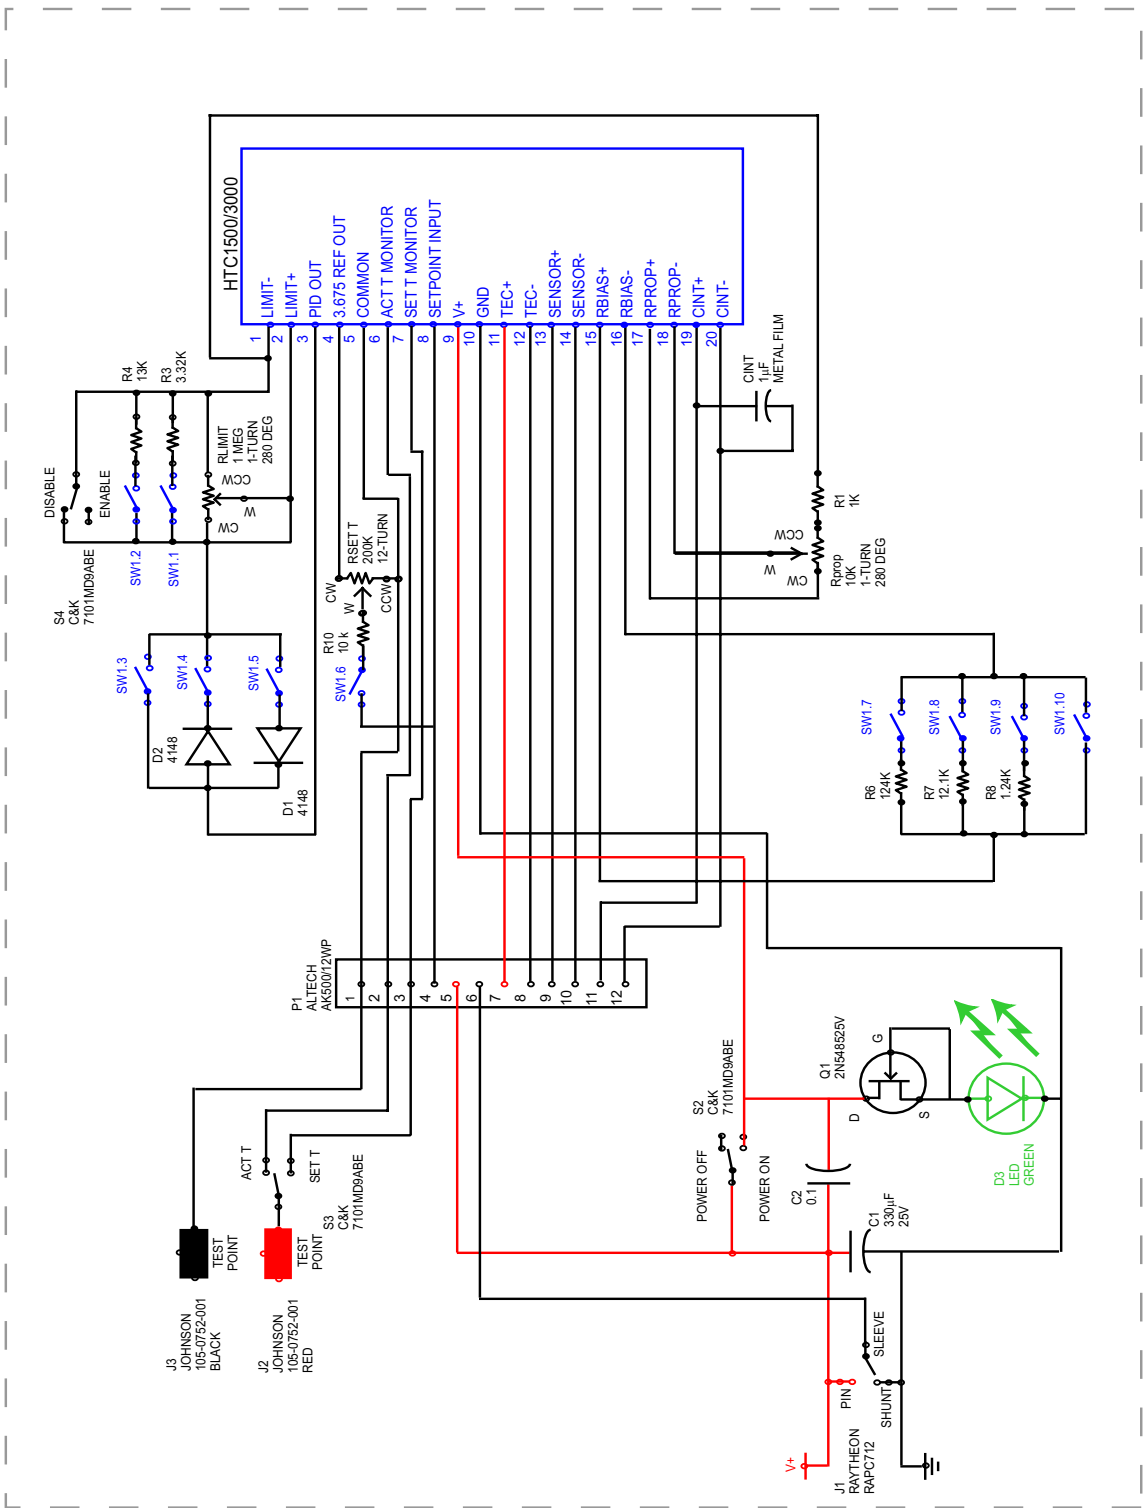 HTC1500/3000
1 LIMIT-
2 LIMIT+
3 PID OUT
4 3.675 REF OUT
5 COMMON
6 ACT T MONITOR
7 SET T MONITOR
8 SETPOINT INPUT
9 V+
10 GND
11 TEC+
12 TEC-
13 SENSOR+
14 SENSOR-
15 RBIAS+
16 RBIAS-
17 RPROP+
18 RPROP-
19 CINT+
20 CINT-
DISABLE
ENABLE
S4
C&K
7101MD9ABE
R4
13K
R3
3.32K
SW1.2
SW1.1
RLIMIT
1 MEG
1-TURN
280 DEG
CCW
W
CW
SW1.3
SW1.4
SW1.5
D2
4148
D1
4148
RSET T
200K
12-TURN
CW
W
CCW
R10
10 k
SW1.6
CINT
1µF
METAL FILM
R1
1K
CCW
W
CW
Rprop
10K
1-TURN
280 DEG
SW1.7
SW1.8
SW1.9
SW1.10
R6
124K
R7
12.1K
R8
1.24K
P1
ALTECH
AK500/12WP
1
2
3
4
5
6
7
8
9
10
11
12
J3
JOHNSON
105-0752-001
BLACK
TEST
POINT
J2
JOHNSON
105-0752-001
RED
TEST
POINT
ACT T
SET T
S3
C&K
7101MD9ABE
S2
C&K
7101MD9ABE
POWER OFF
POWER ON
Q1
2N548525V
G
D
S
D3
LED
GREEN
C2
0.1
C1
330µF
25V
SLEEVE
PIN
SHUNT
V+
J1
RAYTHEON
RAPC712